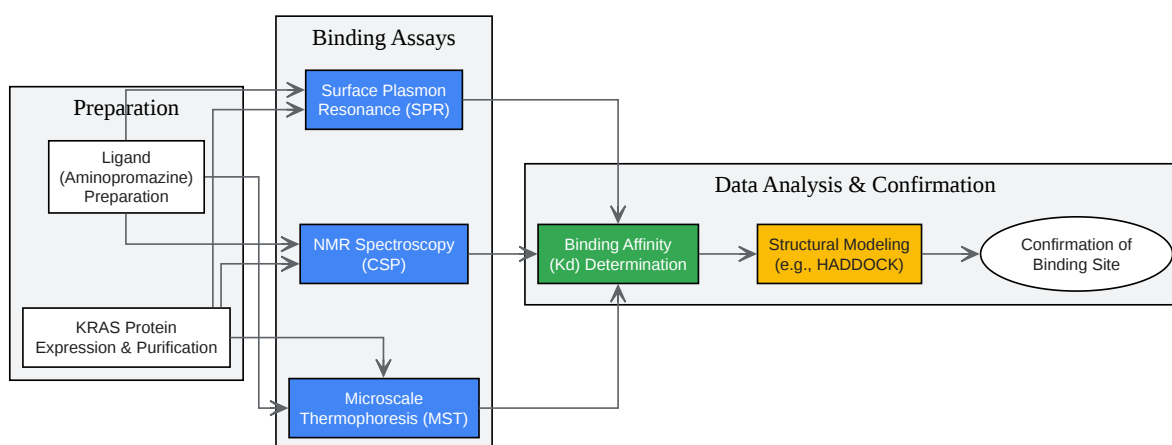 Preparation
Ligand
(Aminopromazine)
Preparation
KRAS Protein
Expression & Purification
Binding Assays
Surface Plasmon
Resonance (SPR)
NMR Spectroscopy
(CSP)
Microscale
Thermophoresis (MST)
Data Analysis & Confirmation
Binding Affinity
(Kd) Determination
Structural Modeling
(e.g., HADDOCK)
Confirmation of
Binding Site